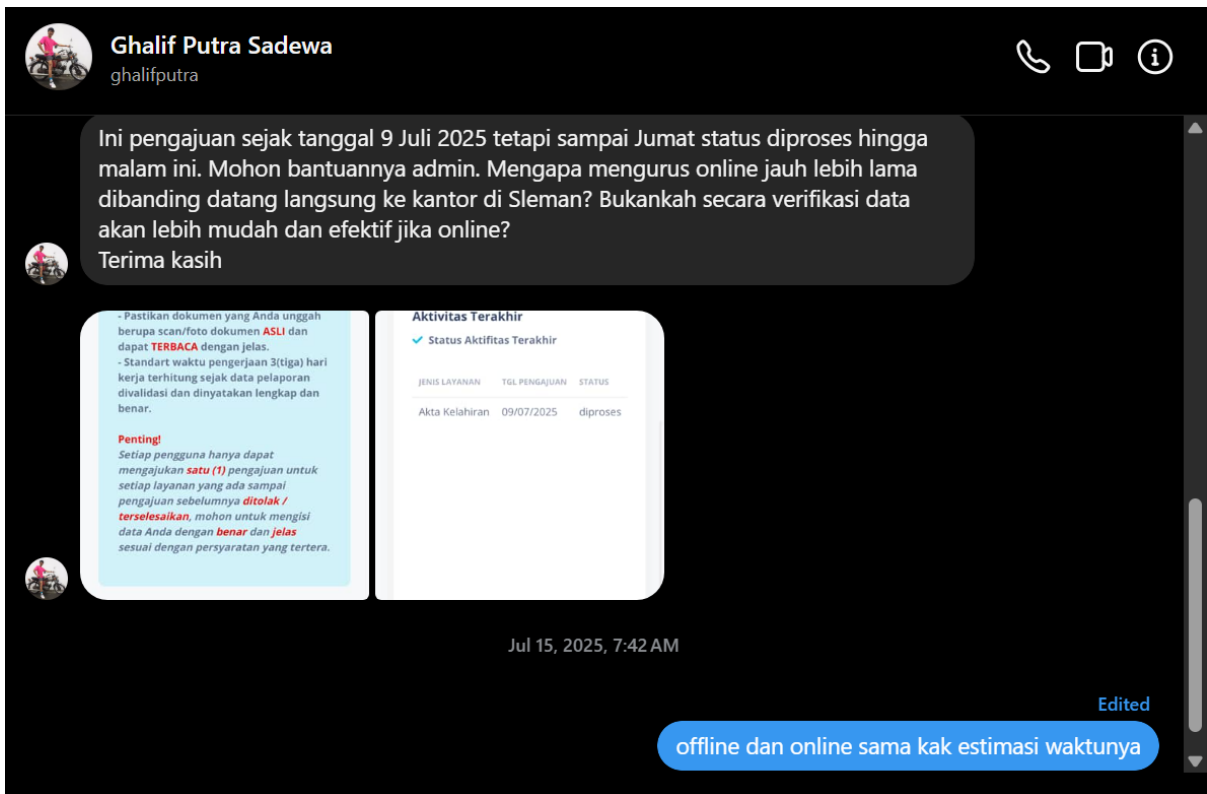 Ghalif Putra Sadewa
ghalifputra
Ini pengajuan sejak tanggal 9 Juli 2025 tetapi sampai Jumat status diproses hingga
malam ini. Mohon bantuannya admin. Mengapa mengurus online jauh lebih lama
dibanding datang langsung ke kantor di Sleman? Bukankah secara verifikasi data
akan lebih mudah dan efektif jika online?
Terima kasih
- Pastikan dokumen yang Anda unggah
berupa scan/foto dokumen ASLI dan
dapat TERBACA dengan jelas.
- Standart waktu pengerjaan 3(tiga) hari
kerja terhitung sejak data pelaporan
divalidasi dan dinyatakan lengkap dan
benar.
Penting!
Setiap pengguna hanya dapat
mengajukan satu (1) pengajuan untuk
setiap layanan yang ada sampai
pengajuan sebelumnya ditolak /
terselesaikan, mohon untuk mengisi
data Anda dengan benar dan jelas
sesuai dengan persyaratan yang tertera.
Aktivitas Terakhir
Status Aktifitas Terakhir
JENIS LAYANAN TGL PENGAJUAN STATUS
Akta Kelahiran 09/07/2025 diproses
Jul 15, 2025, 7:42 AM
Edited
offline dan online sama kak estimasi waktunya